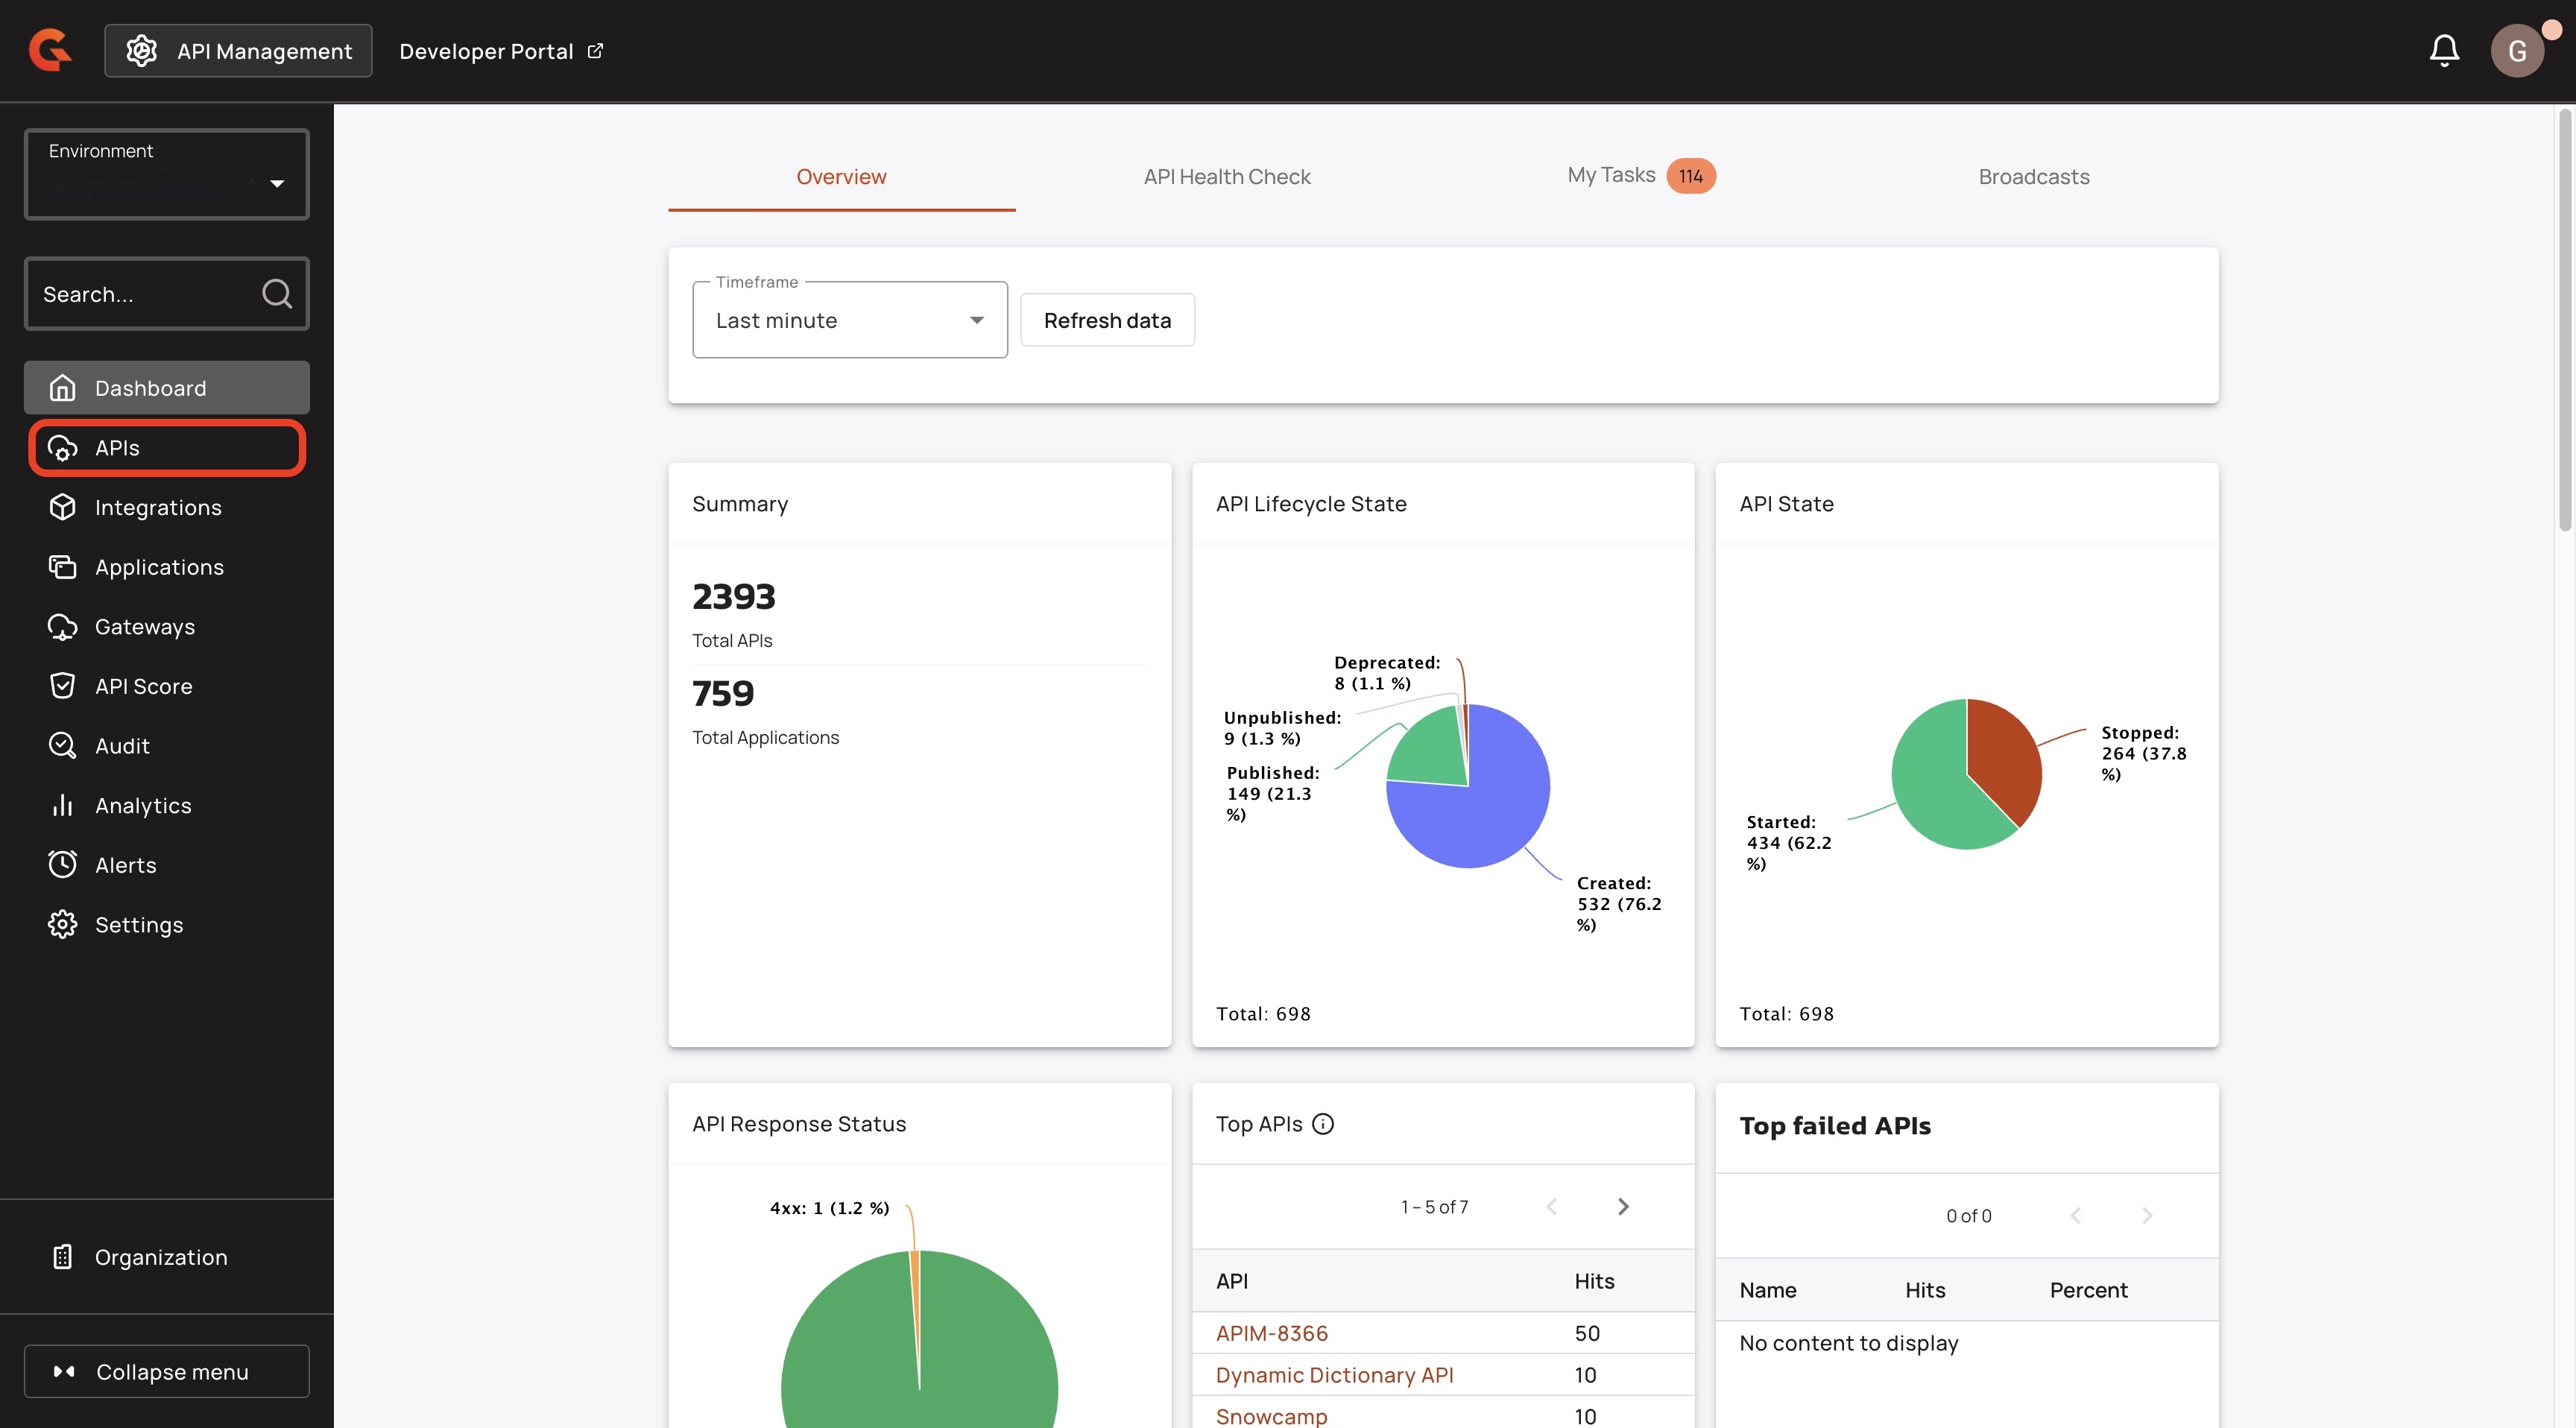 API Management
Developer Portal
G
Environment
Search...
Dashboard
APIs
Integrations
Applications
Gateways
API Score
Audit
Analytics
Alerts
Settings
Organization
Collapse menu
Overview
API Health Check
My Tasks 114
Broadcasts
Timeframe
Last minute
Refresh data
Summary
2393
Total APIs
759
Total Applications
API Lifecycle State
Deprecated:
8 (1.1 %)
Unpublished:
9 (1.3 %)
Published:
149 (21.3
%)
Created:
532 (76.2
%)
Total: 698
API State
Stopped:
264 (37.8
%)
Started:
434 (62.2
%)
Total: 698
API Response Status
4xx: 1 (1.2 %)
Top APIs
1 – 5 of 7
API Hits
APIM-8366 50
Dynamic Dictionary API 10
Snowcamp 10
Top failed APIs
0 of 0
Name Hits Percent
No content to display